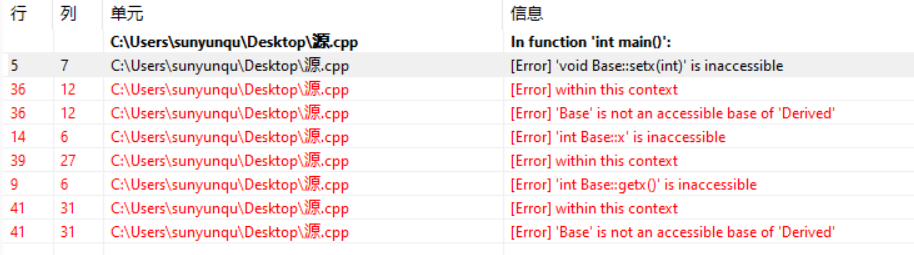 行 列 单元 信息
C:\Users\sunyunqu\Desktop\源.cpp In function 'int main()':
5 7 C:\Users\sunyunqu\Desktop\源.cpp [Error] 'void Base::setx(int)' is inaccessible
36 12 C:\Users\sunyunqu\Desktop\源.cpp [Error] within this context
36 12 C:\Users\sunyunqu\Desktop\源.cpp [Error] 'Base' is not an accessible base of 'Derived'
14 6 C:\Users\sunyunqu\Desktop\源.cpp [Error] 'int Base::x' is inaccessible
39 27 C:\Users\sunyunqu\Desktop\源.cpp [Error] within this context
9 6 C:\Users\sunyunqu\Desktop\源.cpp [Error] 'int Base::getx()' is inaccessible
41 31 C:\Users\sunyunqu\Desktop\源.cpp [Error] within this context
41 31 C:\Users\sunyunqu\Desktop\源.cpp [Error] 'Base' is not an accessible base of 'Derived'